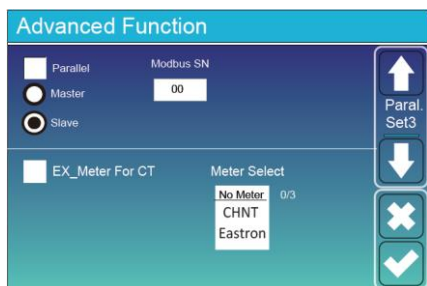 Advanced Function
Parallel
Modbus SN
Master
00
Slave
Paral.
Set3
EX_Meter For CT
Meter Select
No Meter 0/3
CHNT
Eastron